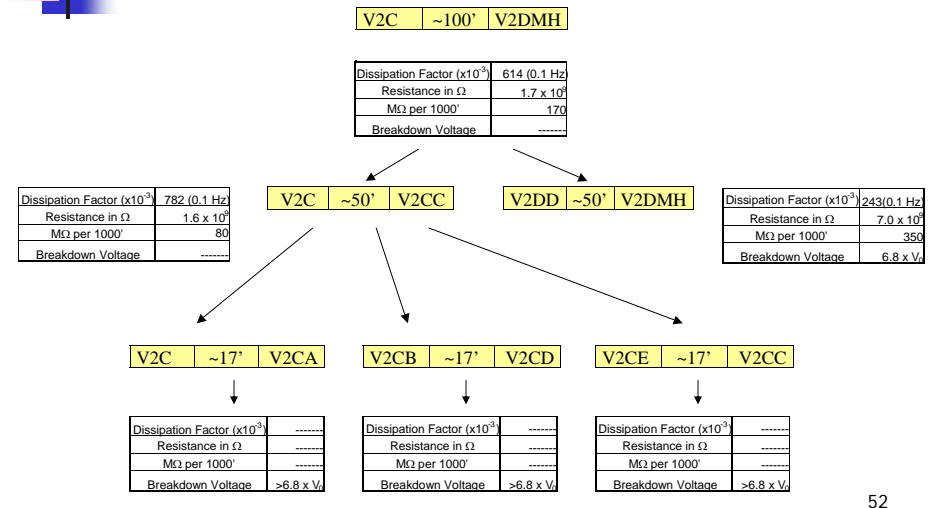 V2C ~100' V2DMH
Dissipation Factor (x10⁻³) 614 (0.1 Hz)
Resistance in Ω 1.7 x 10⁹
MΩ per 1000' 170
Breakdown Voltage -------
Dissipation Factor (x10⁻³) 782 (0.1 Hz)
Resistance in Ω 1.6 x 10⁹
MΩ per 1000' 80
Breakdown Voltage -------
V2C ~50' V2CC
V2DD ~50' V2DMH
Dissipation Factor (x10⁻³) 243(0.1 Hz)
Resistance in Ω 7.0 x 10⁹
MΩ per 1000' 350
Breakdown Voltage 6.8 x V₀
V2C ~17' V2CA
V2CB ~17' V2CD
V2CE ~17' V2CC
Dissipation Factor (x10⁻³) -------
Resistance in Ω -------
MΩ per 1000' -------
Breakdown Voltage >6.8 x V₀
Dissipation Factor (x10⁻³) -------
Resistance in Ω -------
MΩ per 1000' -------
Breakdown Voltage >6.8 x V₀
Dissipation Factor (x10⁻³) -------
Resistance in Ω -------
MΩ per 1000' -------
Breakdown Voltage >6.8 x V₀
52